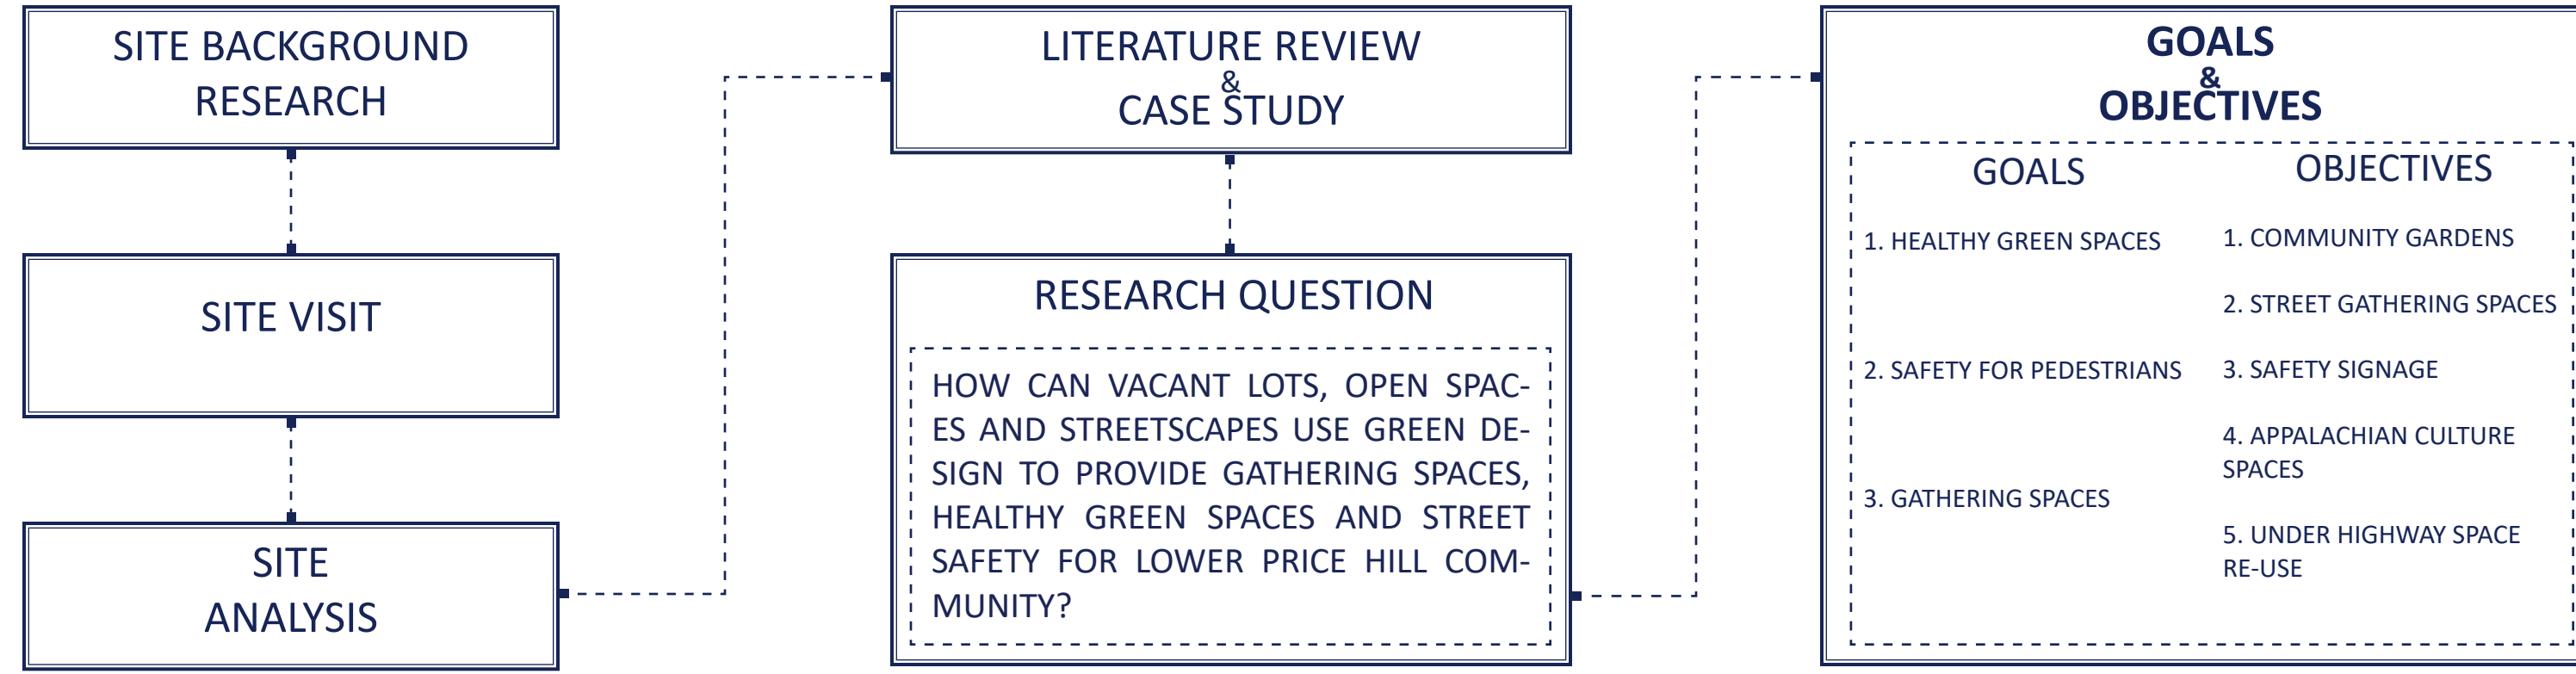 SITE BACKGROUND
RESEARCH
SITE VISIT
SITE
ANALYSIS
LITERATURE REVIEW
&
CASE STUDY
RESEARCH QUESTION
HOW CAN VACANT LOTS, OPEN SPAC-
ES AND STREETSCAPES USE GREEN DE-
SIGN TO PROVIDE GATHERING SPACES,
HEALTHY GREEN SPACES AND STREET
SAFETY FOR LOWER PRICE HILL COM-
MUNITY?
GOALS
&
OBJECTIVES
GOALS
1. HEALTHY GREEN SPACES
2. SAFETY FOR PEDESTRIANS
3. GATHERING SPACES
OBJECTIVES
1. COMMUNITY GARDENS
2. STREET GATHERING SPACES
3. SAFETY SIGNAGE
4. APPALACHIAN CULTURE
SPACES
5. UNDER HIGHWAY SPACE
RE-USE